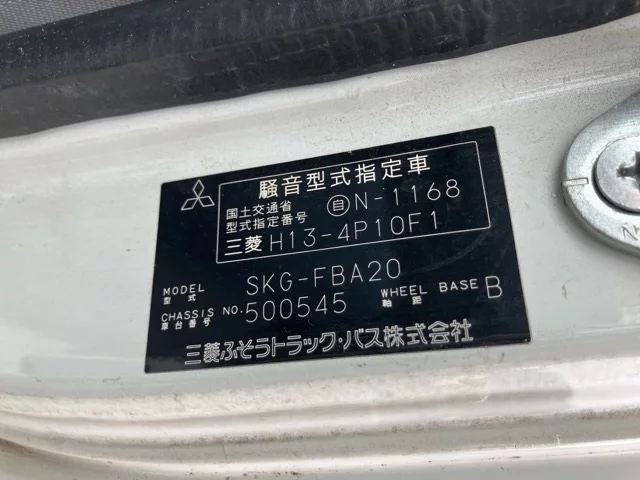 騒音型式指定車
国土交通省
型式指定番号 自N-1168
三菱 H13-4P10F1
MODEL
型式 SKG-FBA20
CHASSIS NO.
車台番号 500545 WHEEL BASE
軸距 B
三菱ふそうトラック・バス株式会社